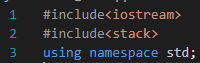 1 #include<iostream>
2 #include<stack>
3 using namespace std;